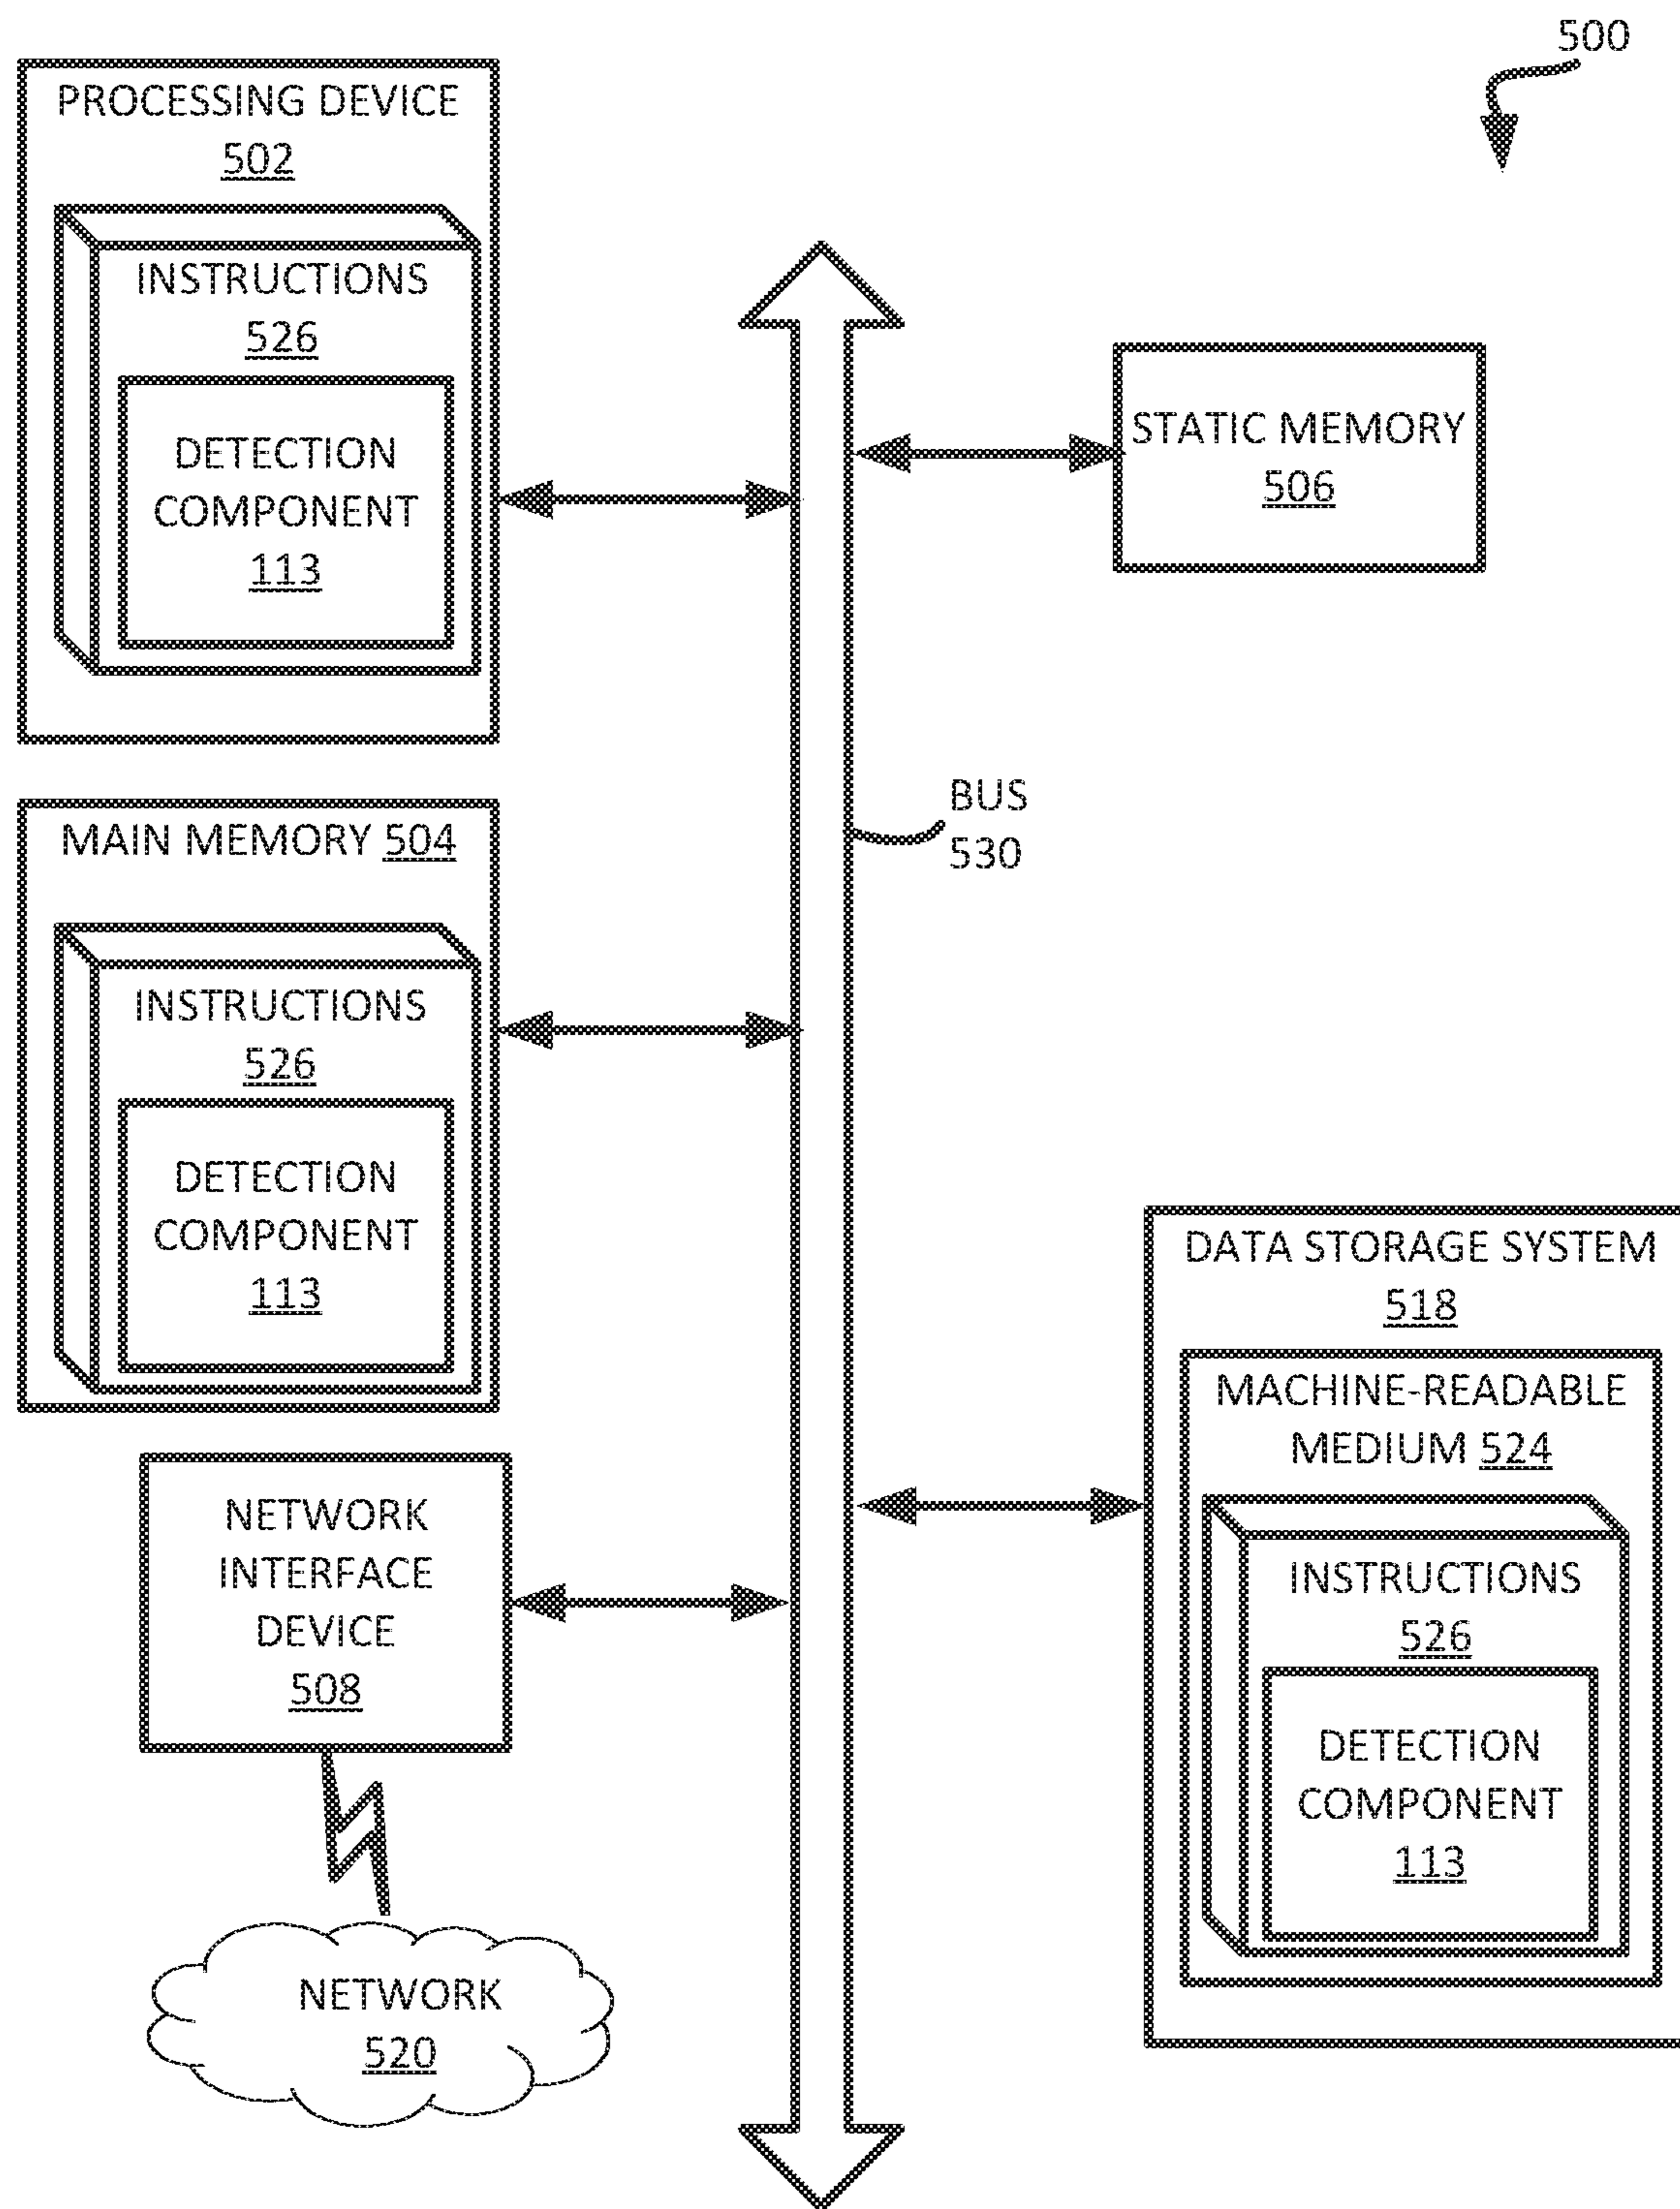 500
PROCESSING DEVICE
502
INSTRUCTIONS
526
DETECTION
COMPONENT
113
STATIC MEMORY
506
BUS
530
MAIN MEMORY 504
INSTRUCTIONS
526
DETECTION
COMPONENT
113
DATA STORAGE SYSTEM
518
MACHINE-READABLE
MEDIUM 524
INSTRUCTIONS
526
DETECTION
COMPONENT
113
NETWORK
INTERFACE
DEVICE
508
NETWORK
520